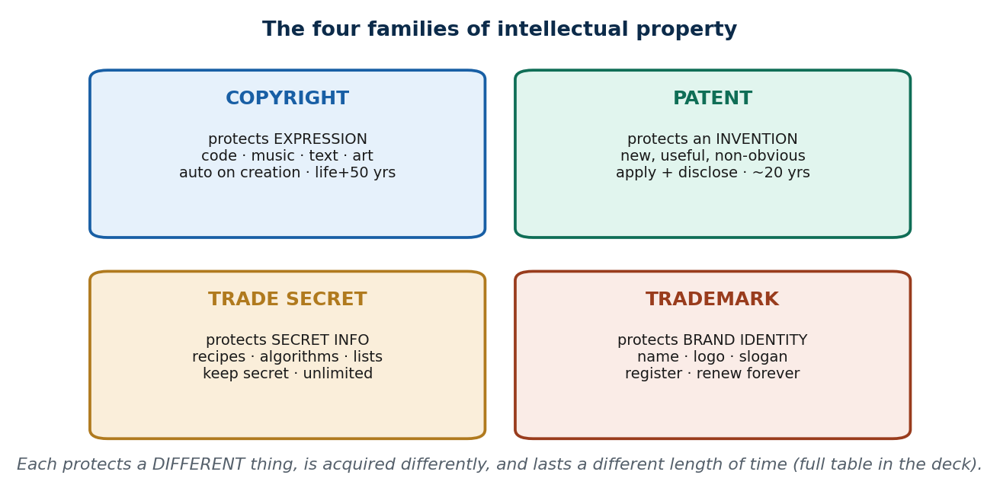 The four families of intellectual property
COPYRIGHT
protects EXPRESSION
code · music · text · art
auto on creation · life+50 yrs
PATENT
protects an INVENTION
new, useful, non-obvious
apply + disclose · ~20 yrs
TRADE SECRET
protects SECRET INFO
recipes · algorithms · lists
keep secret · unlimited
TRADEMARK
protects BRAND IDENTITY
name · logo · slogan
register · renew forever
Each protects a DIFFERENT thing, is acquired differently, and lasts a different length of time (full table in the deck).